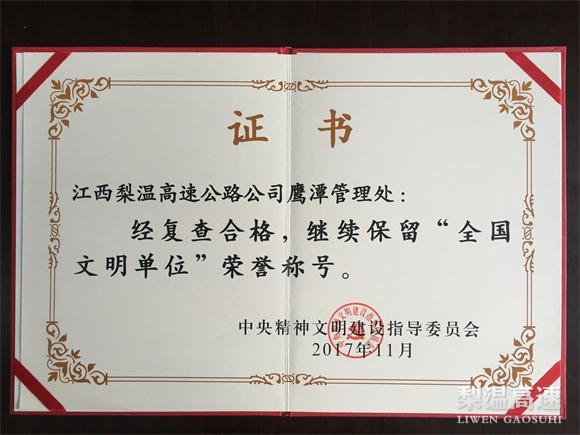 证 书
江西梨温高速公路公司鹰潭管理处：
经复查合格，继续保留“全国
文明单位”荣誉称号。
中央精神文明建设指导委员会
2017年11月
梨温高速
LIWEN GAOSUHI